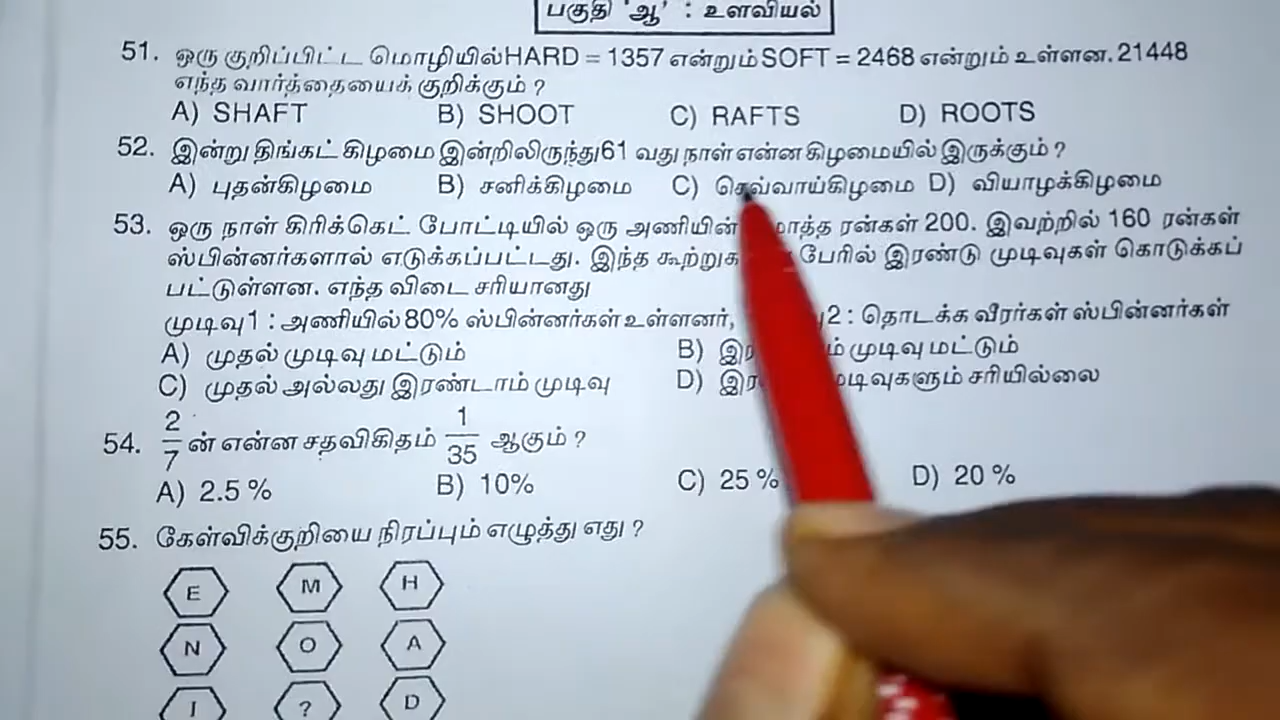 பகுதி 'ஆ' : உளவியல்
51. ஒரு குறிப்பிட்ட மொழியில் HARD = 1357 என்றும் SOFT = 2468 என்றும் உள்ளன. 21448
எந்த வார்த்தையைக் குறிக்கும் ?
A) SHAFT B) SHOOT C) RAFTS D) ROOTS
52. இன்று திங்கட் கிழமை இன்றிலிருந்து 61 வது நாள் என்ன கிழமையில் இருக்கும் ?
A) புதன்கிழமை B) சனிக்கிழமை C) செவ்வாய்கிழமை D) வியாழக்கிழமை
53. ஒரு நாள் கிரிக்கெட் போட்டியில் ஒரு அணியின் ரன்கள் 200. இவற்றில் 160 ரன்கள்
ஸ்பின்னர்களால் எடுக்கப்பட்டது. இந்த பேரில் இரண்டு முடிவுகள் கொடுக்கப்
பட்டுள்ளன. எந்த விடை சரியானது
முடிவு 1 : அணியில் 80% ஸ்பின்னர்கள் உள்ளனர், 2 : தொடக்க வீரர்கள் ஸ்பின்னர்கள்
A) முதல் முடிவு மட்டும் B) முடிவு மட்டும்
C) முதல் அல்லது இரண்டாம் முடிவு D) சரியில்லை
54. 2/7 ன் என்ன சதவிகிதம் 1/35 ஆகும் ?
A) 2.5 % B) 10% C) 25 % D) 20 %
55. கேள்விக்குறியை நிரப்பும் எழுத்து எது ?
E M H
N O A
I ? D